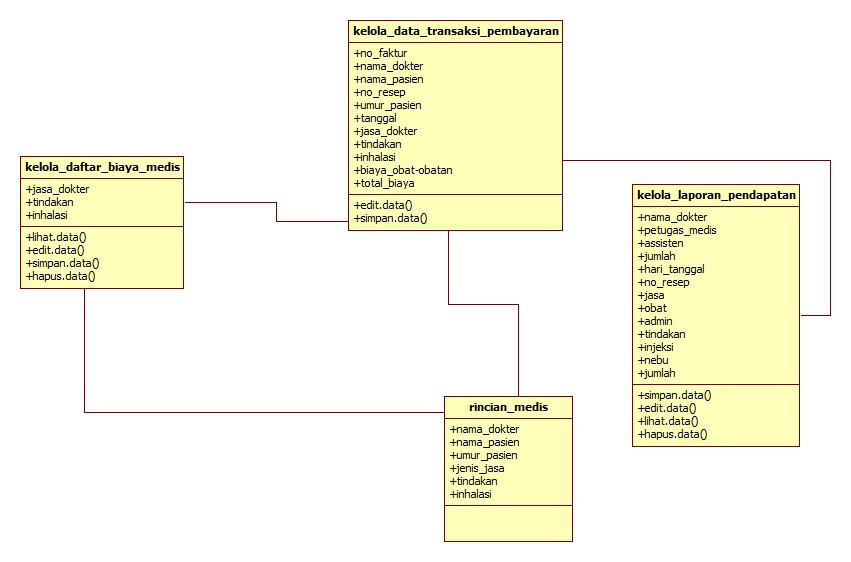 kelola_data_transaksi_pembayaran
+no_faktur
+nama_dokter
+nama_pasien
+no_resep
+umur_pasien
+tanggal
+jasa_dokter
+tindakan
+inhalasi
+biaya_obat-obatan
+total_biaya
+edit.data()
+simpan.data()
kelola_daftar_biaya_medis
+jasa_dokter
+tindakan
+inhalasi
+lihat.data()
+edit.data()
+simpan.data()
+hapus.data()
kelola_laporan_pendapatan
+nama_dokter
+petugas_medis
+assisten
+jumlah
+hari_tanggal
+no_resep
+jasa
+obat
+admin
+tindakan
+injeksi
+nebu
+jumlah
+simpan.data()
+edit.data()
+lihat.data()
+hapus.data()
rincian_medis
+nama_dokter
+nama_pasien
+umur_pasien
+jenis_jasa
+tindakan
+inhalasi